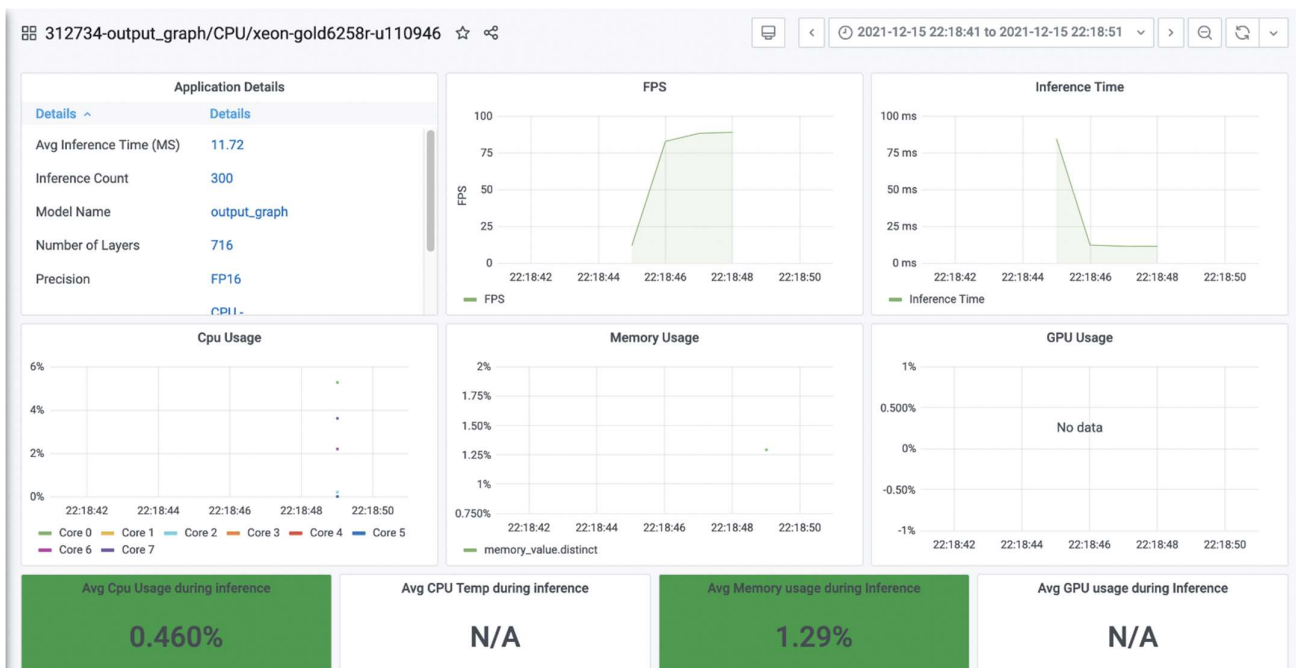 312734-output_graph/CPU/xeon-gold6258r-u110946
2021-12-15 22:18:41 to 2021-12-15 22:18:51
Application Details
Details Details
Avg Inference Time (MS) 11.72
Inference Count 300
Model Name output_graph
Number of Layers 716
Precision FP16
CPU -
FPS
100
75
50
25
0
FPS
22:18:42 22:18:44 22:18:46 22:18:48 22:18:50
FPS
Inference Time
100 ms
75 ms
50 ms
25 ms
0 ms
22:18:42 22:18:44 22:18:46 22:18:48 22:18:50
Inference Time
Cpu Usage
6%
4%
2%
0%
22:18:42 22:18:44 22:18:46 22:18:48 22:18:50
Core 0 Core 1 Core 2 Core 3 Core 4 Core 5
Core 6 Core 7
Memory Usage
2%
1.75%
1.50%
1.25%
1%
0.750%
22:18:42 22:18:44 22:18:46 22:18:48 22:18:50
memory_value.distinct
GPU Usage
1%
0.500%
0%
-0.50%
-1%
No data
22:18:42 22:18:44 22:18:46 22:18:48 22:18:50
Avg Cpu Usage during inference
0.460%
Avg CPU Temp during inference
N/A
Avg Memory usage during Inference
1.29%
Avg GPU usage during Inference
N/A